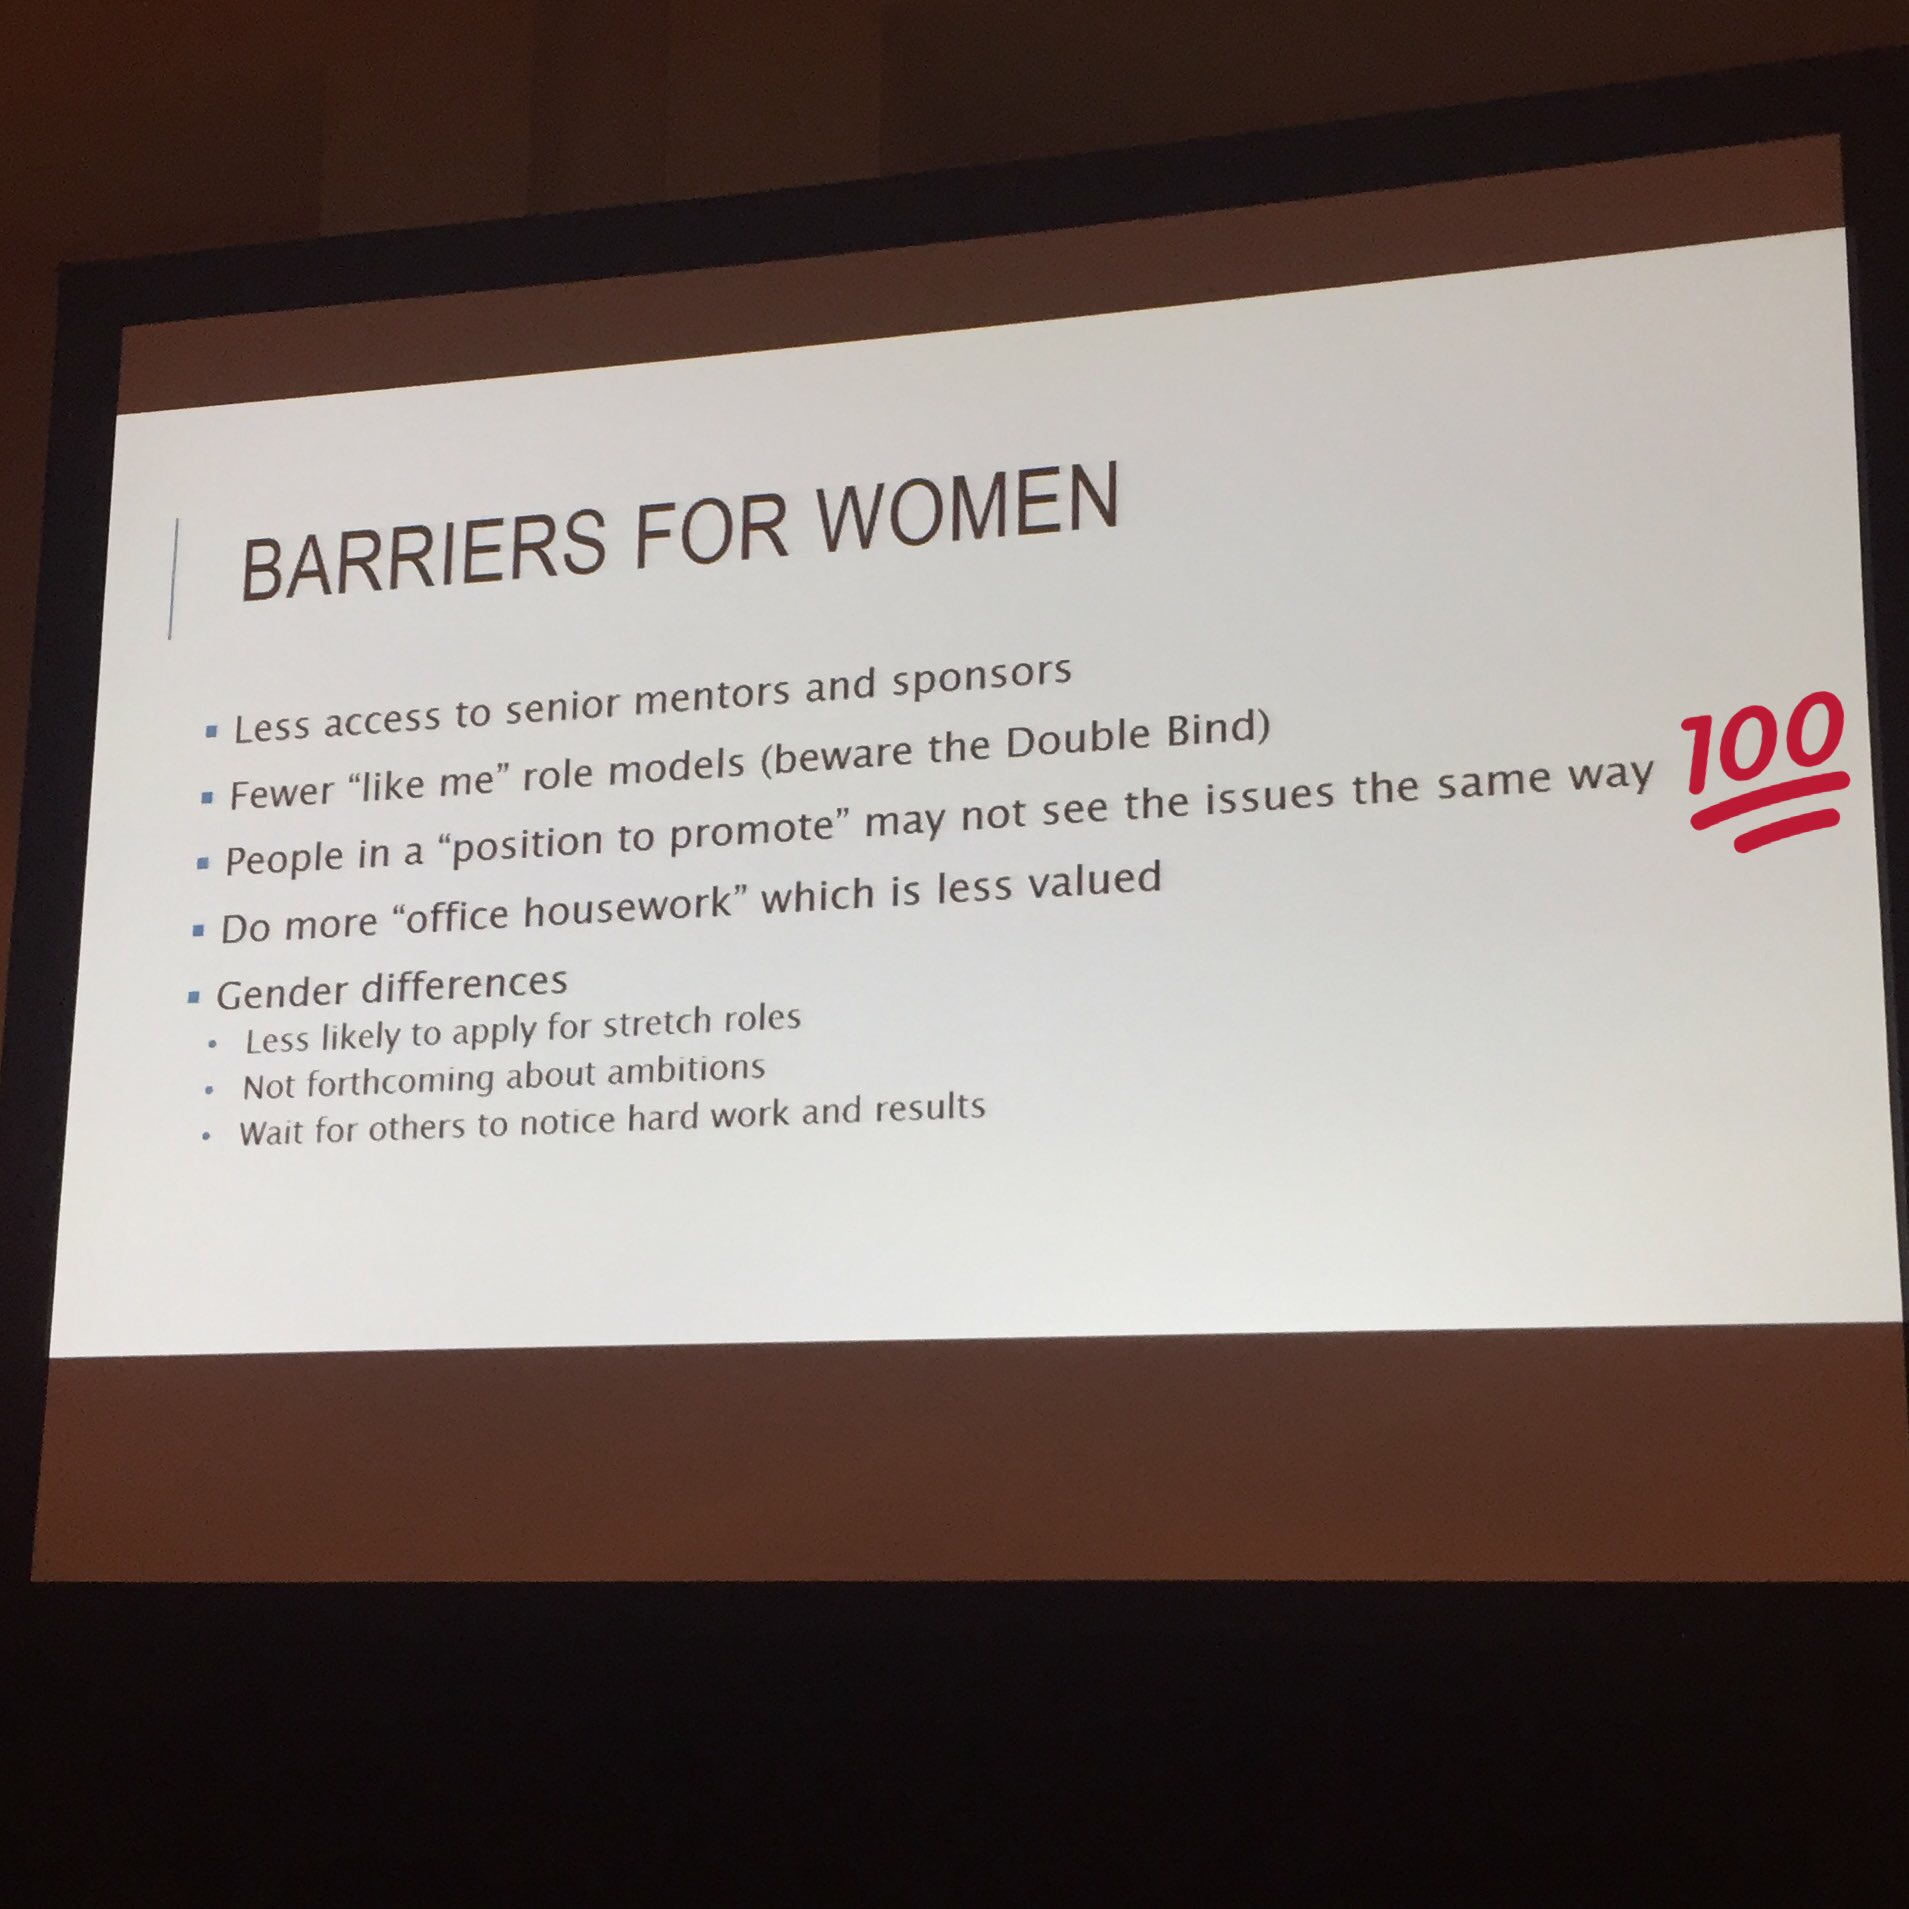 BARRIERS FOR WOMEN
▪ Less access to senior mentors and sponsors
▪ Fewer “like me” role models (beware the Double Bind)
▪ People in a “position to promote” may not see the issues the same way 💯
▪ Do more “office housework” which is less valued
▪ Gender differences
• Less likely to apply for stretch roles
• Not forthcoming about ambitions
• Wait for others to notice hard work and results